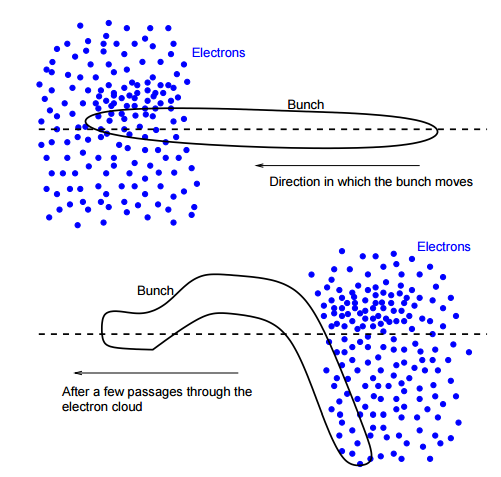 Electrons
Bunch
Direction in which the bunch moves
Electrons
Bunch
After a few passages through the
electron cloud